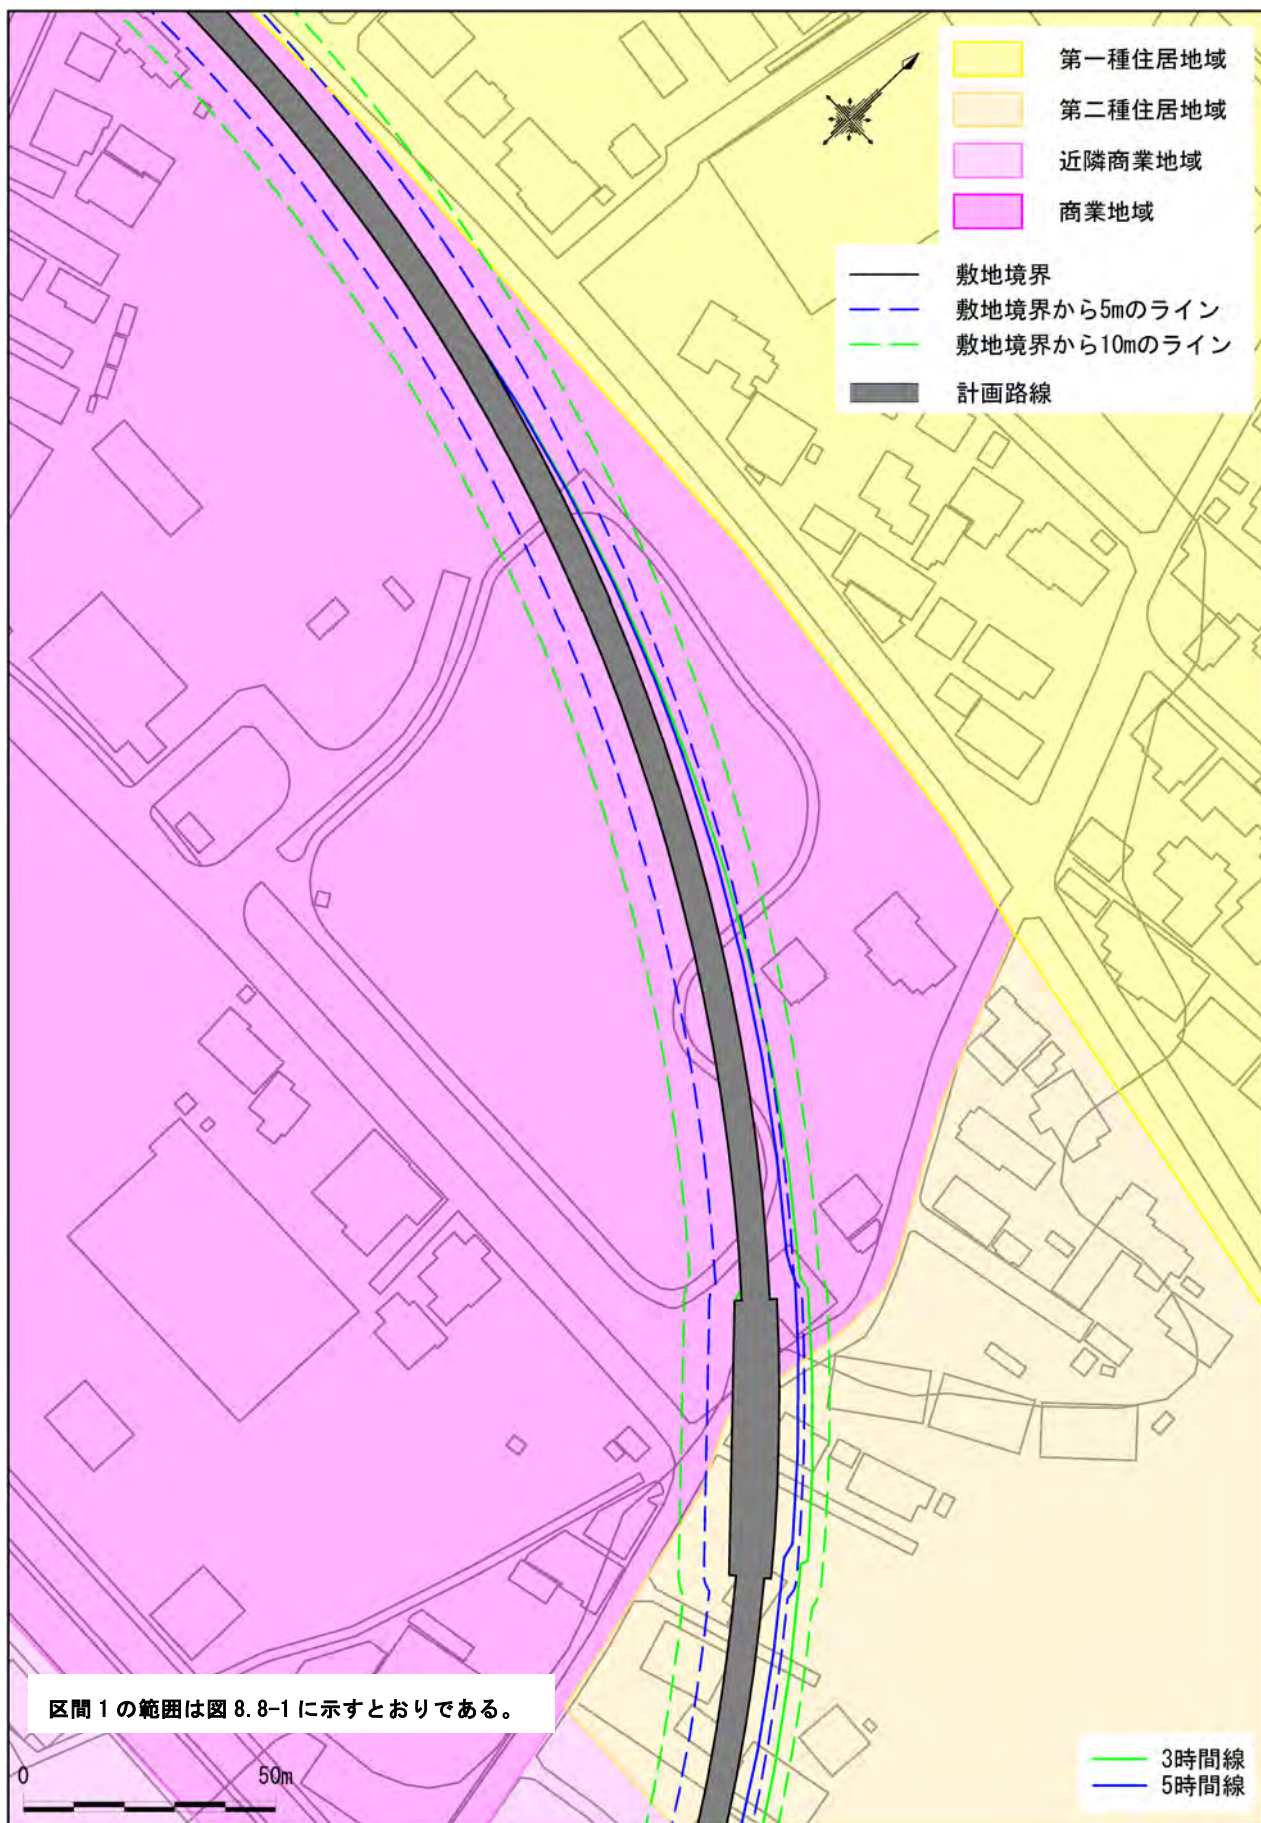 第一種住居地域
第二種住居地域
近隣商業地域
商業地域
敷地境界
敷地境界から5mのライン
敷地境界から10mのライン
計画路線
区間1の範囲は図8.8-1に示すとおりである。
0 50m
3時間線
5時間線